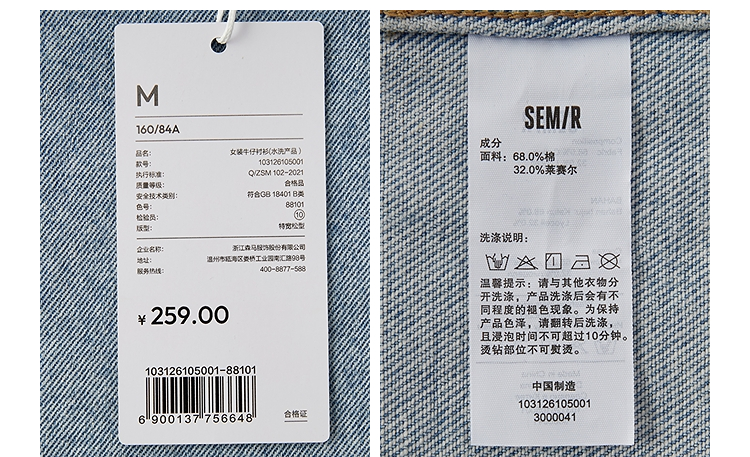 M
160/84A
品名: 女装牛仔衬衫(水洗产品)
款号: 103126105001
执行标准: Q/ZSM 102-2021
质量等级: 合格品
安全技术类别: 符合GB 18401 B类
色号: 88101
检验员: ⑩
版型: 特宽松型
企业名称: 浙江森马服饰股份有限公司
地址: 温州市瓯海区娄桥工业园南汇路98号
服务热线: 400-8877-588
¥ 259.00
103126105001-88101
6 900137 756648
合格证
SEM/R
成分
面料: 68.0%棉
32.0%莱赛尔
洗涤说明:
温馨提示: 请与其他衣物分
开洗涤，产品洗涤后会有不
同程度的褪色现象。为保持
产品色泽，请翻转后洗涤，
且浸泡时间不可超过10分钟。
烫钻部位不可熨烫。
中国制造
103126105001
3000041